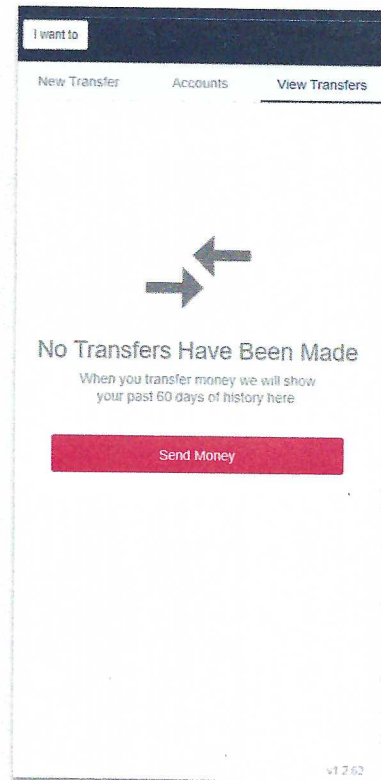 I want to
New Transfer Accounts View Transfers
No Transfers Have Been Made
When you transfer money we will show
your past 60 days of history here
Send Money
v1.2.62